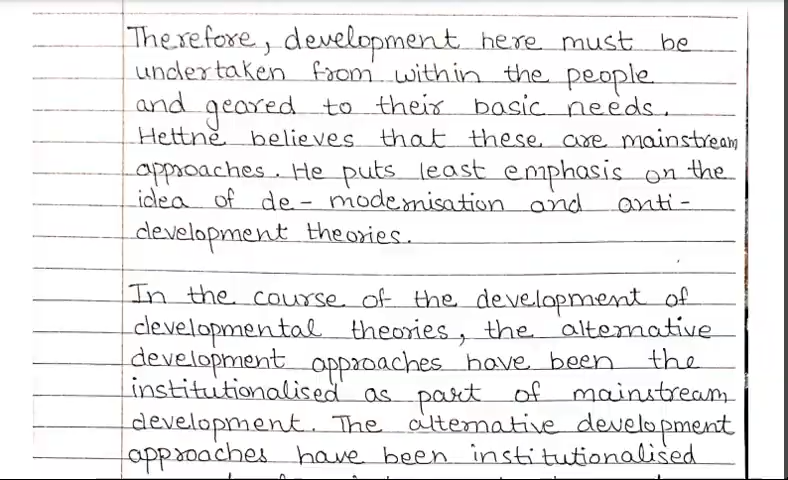 Therefore, development here must be
undertaken from within the people
and geared to their basic needs.
Hettne believes that these are mainstream
approaches. He puts least emphasis on the
idea of de-modernisation and anti-
development theories.
In the course of the development of
developmental theories, the alternative
development approaches have been the
institutionalised as part of mainstream
development. The alternative development
approaches have been institutionalised